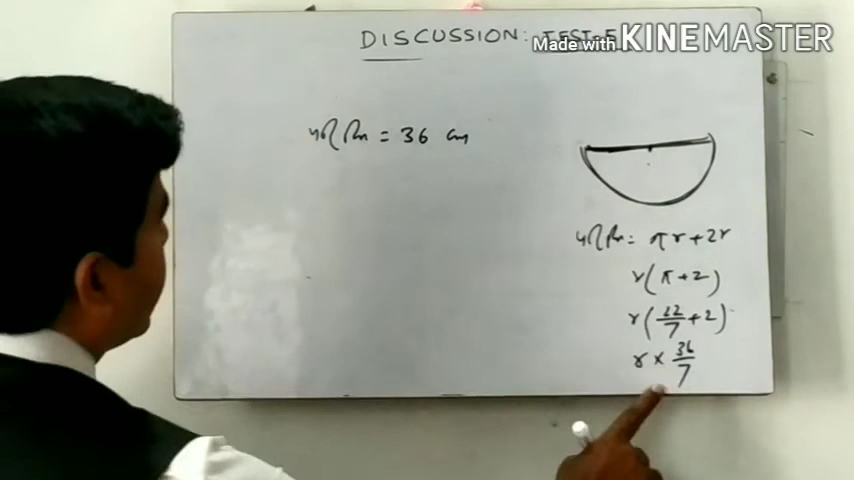 DISCUSSION: TEST-5
Made with KINEMASTER
= 36 cm
= πr+2r
r(π+2)
r(22/7+2)
r × 36/7